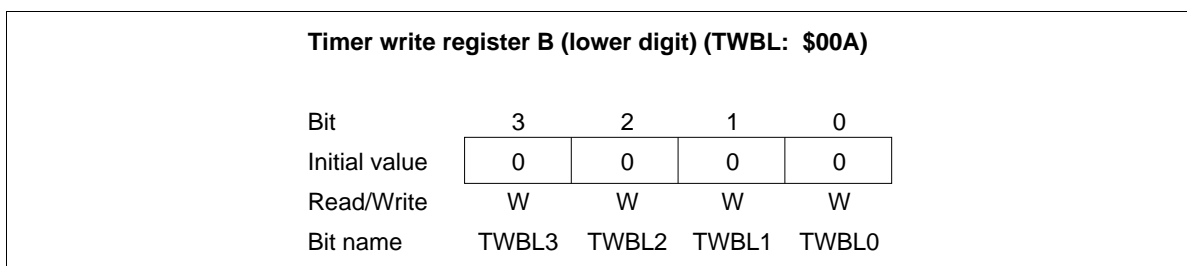 Timer write register B (lower digit) (TWBL: $00A)
Bit 3 2 1 0
Initial value 0 0 0 0
Read/Write W W W W
Bit name TWBL3 TWBL2 TWBL1 TWBL0